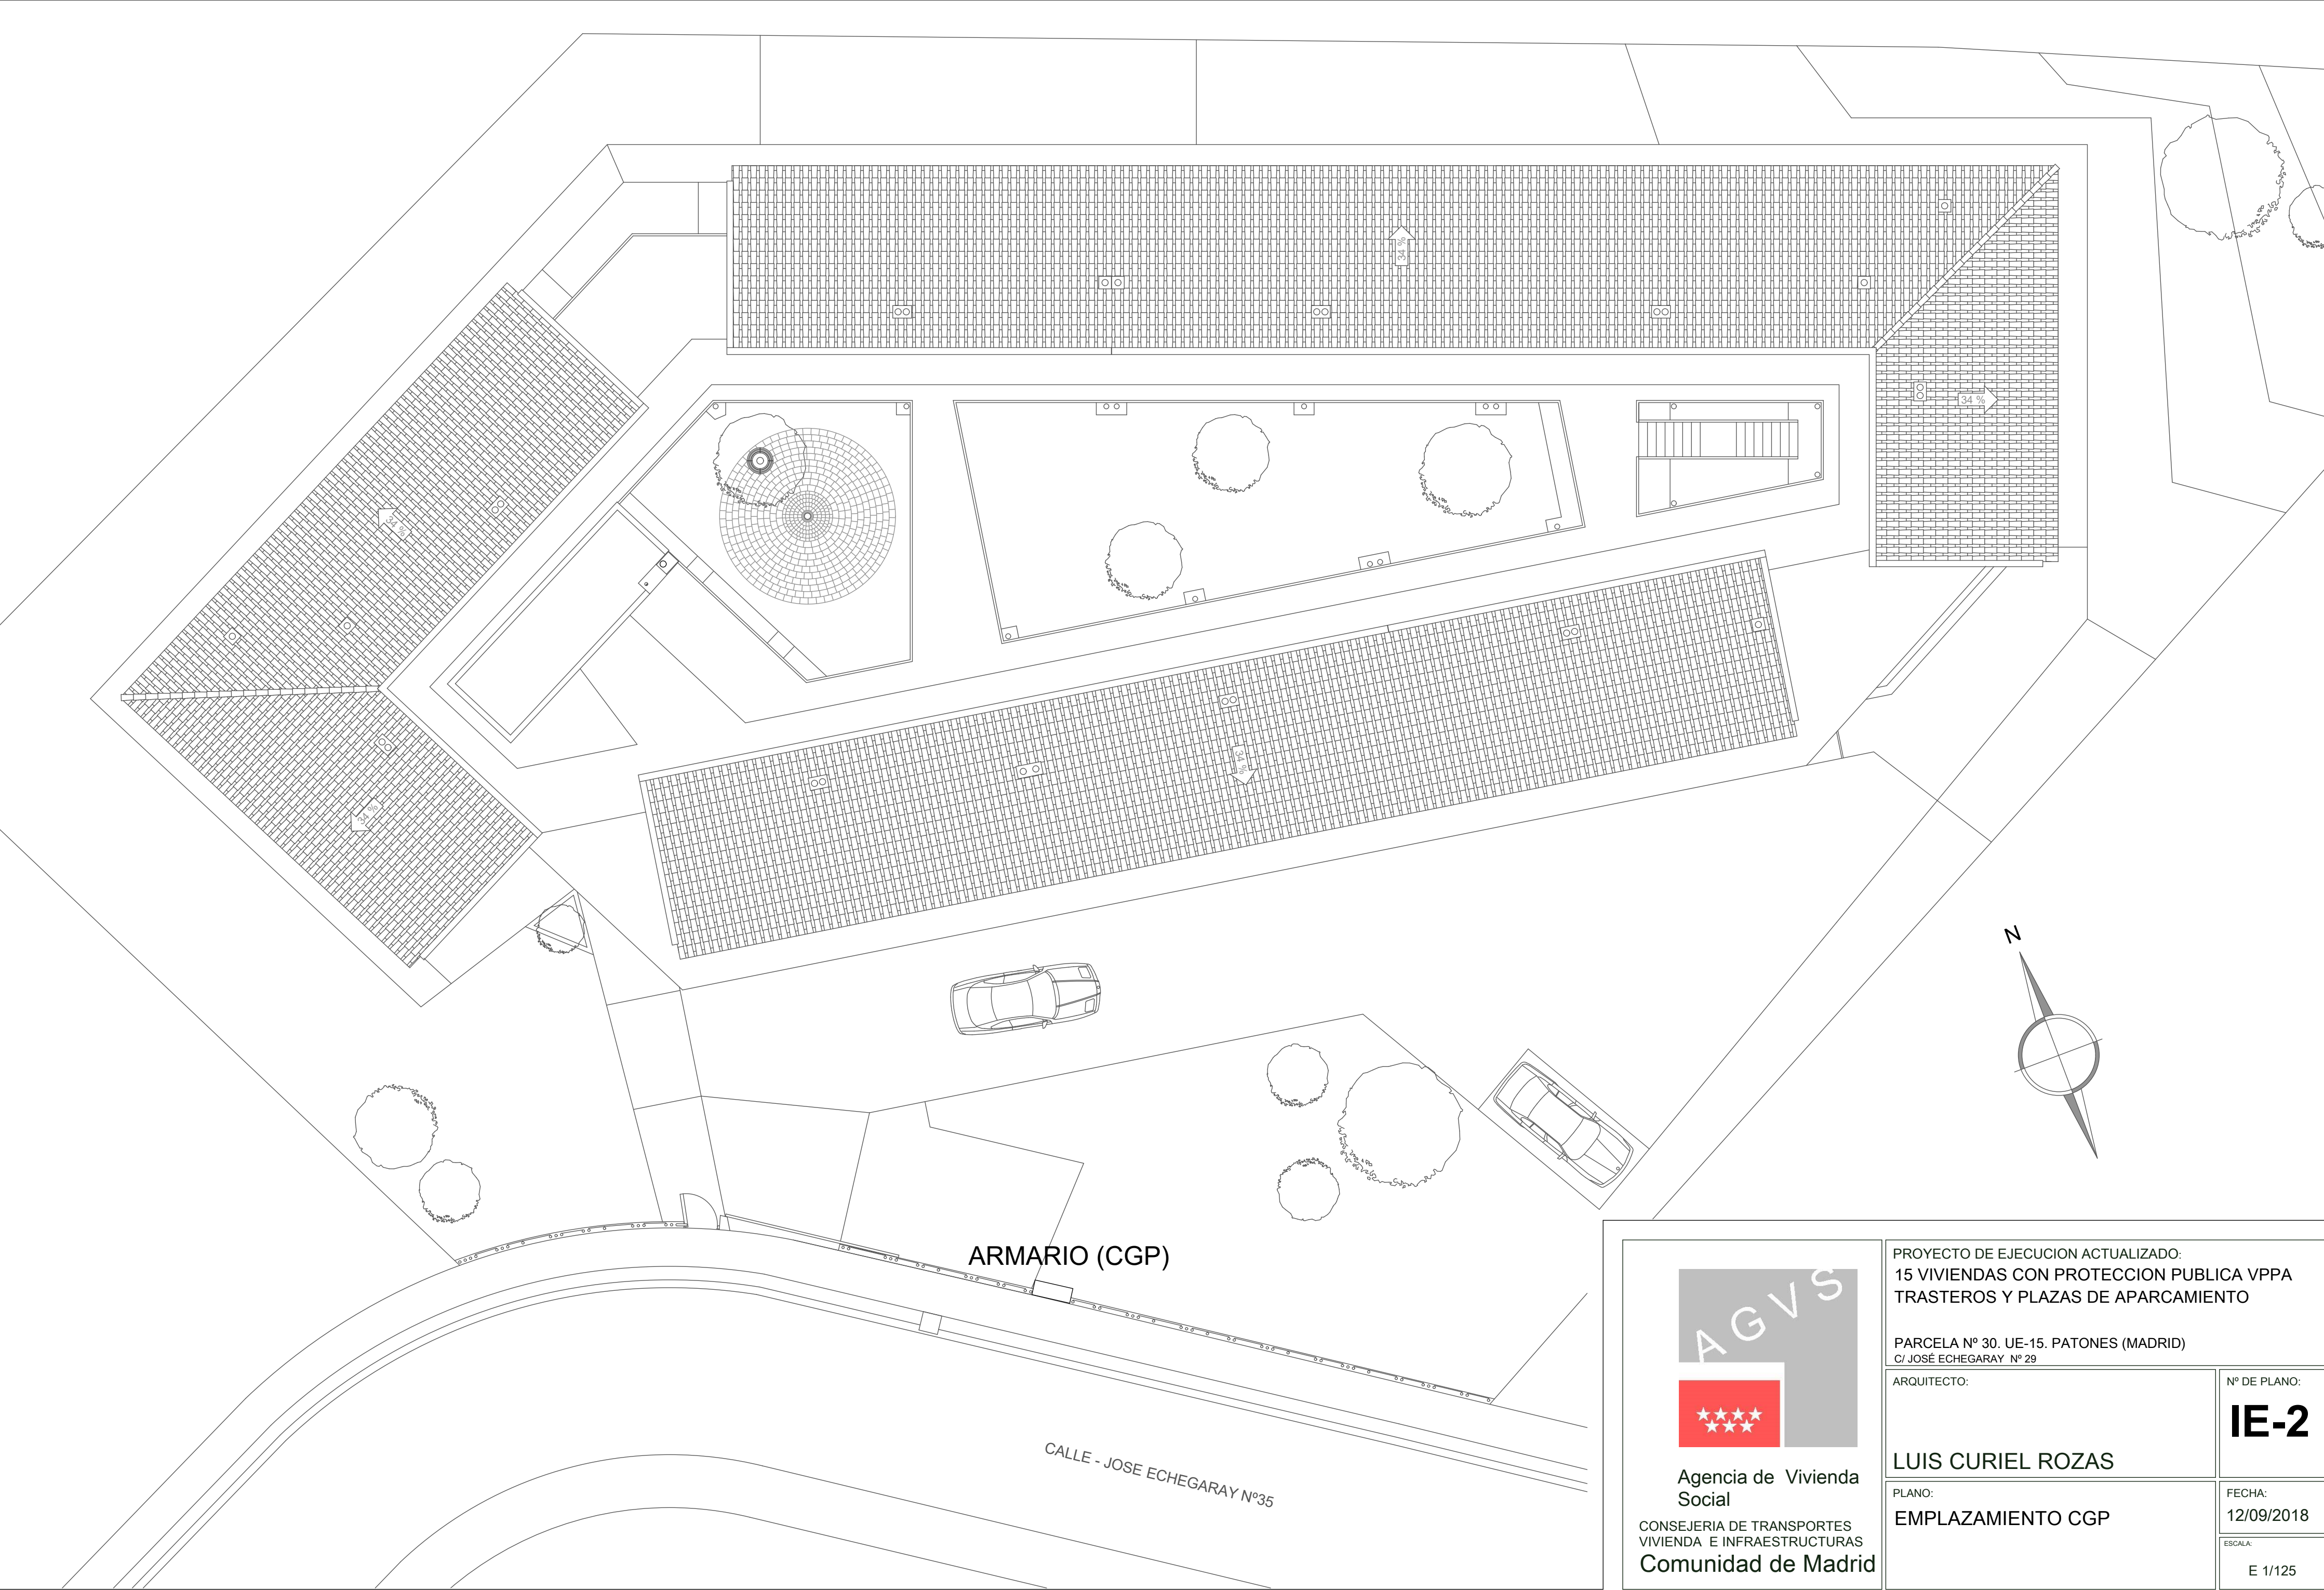 34 %
34 %
34 %
34 %
34 %
N
ARMARIO (CGP)
CALLE - JOSE ECHEGARAY Nº35
AGVS
Agencia de Vivienda
Social
CONSEJERIA DE TRANSPORTES
VIVIENDA E INFRAESTRUCTURAS
Comunidad de Madrid
PROYECTO DE EJECUCION ACTUALIZADO:
15 VIVIENDAS CON PROTECCION PUBLICA VPPA
TRASTEROS Y PLAZAS DE APARCAMIENTO
PARCELA Nº 30. UE-15. PATONES (MADRID)
C/ JOSÉ ECHEGARAY Nº 29
ARQUITECTO:
LUIS CURIEL ROZAS
Nº DE PLANO:
IE-2
PLANO:
EMPLAZAMIENTO CGP
FECHA:
12/09/2018
ESCALA:
E 1/125